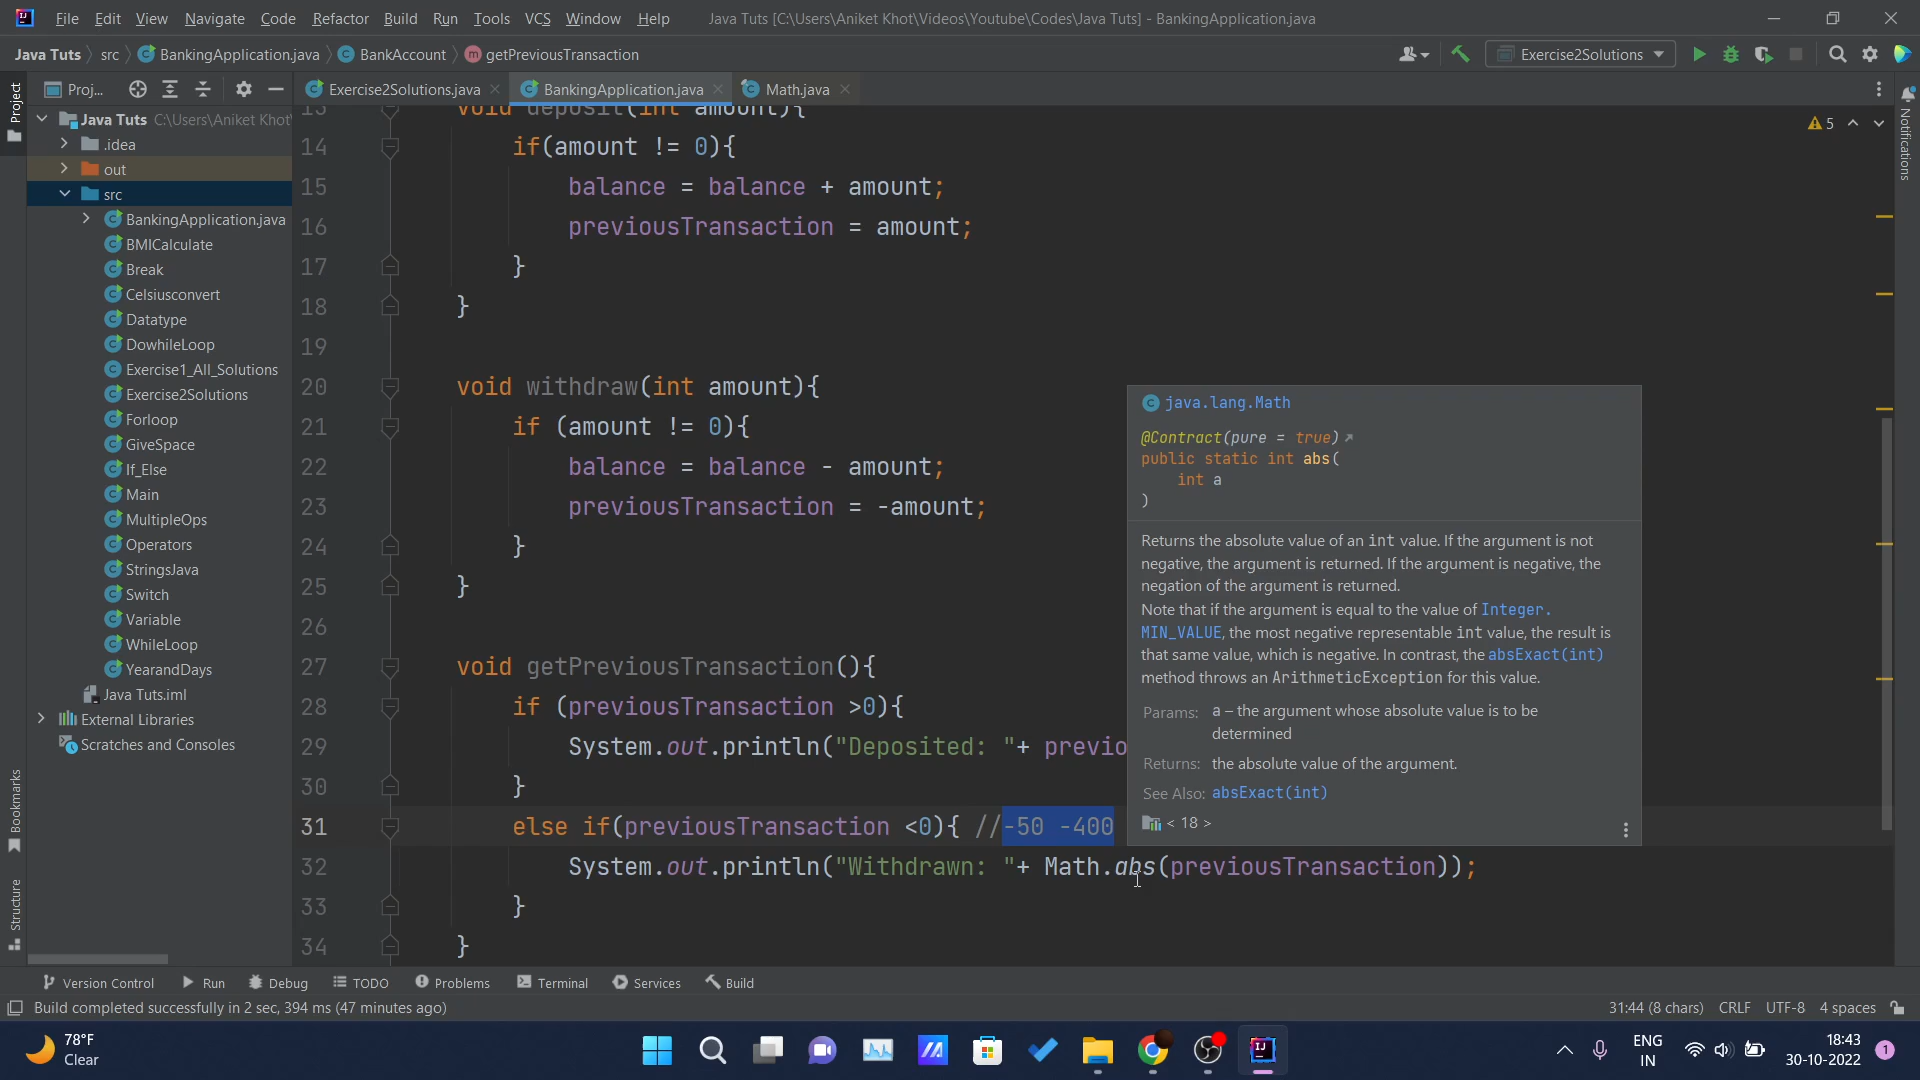 File Edit View Navigate Code Refactor Build Run Tools VCS Window Help Java Tuts [C:\Users\Aniket Khot\Videos\Youtube\Codes\Java Tuts] - BankingApplication.java
Java Tuts src BankingApplication.java BankAccount getPreviousTransaction Exercise2Solutions
Project Proj... Exercise2Solutions.java BankingApplication.java Math.java
Notifications
Java Tuts C:\Users\Aniket Khot\
.idea
out
src
BankingApplication.java
BMICalculate
Break
Celsiusconvert
Datatype
DowhileLoop
Exercise1_All_Solutions
Exercise2Solutions
Forloop
GiveSpace
If_Else
Main
MultipleOps
Operators
StringsJava
Switch
Variable
WhileLoop
YearandDays
Java Tuts.iml
External Libraries
Scratches and Consoles
Bookmarks
Structure
5
13 void deposit(int amount){
14 if(amount != 0){
15 balance = balance + amount;
16 previousTransaction = amount;
17 }
18 }
19
20 void withdraw(int amount){
21 if (amount != 0){
22 balance = balance - amount;
23 previousTransaction = -amount;
24 }
25 }
26
27 void getPreviousTransaction(){
28 if (previousTransaction >0){
29 System.out.println("Deposited: "+ previo
30 }
31 else if(previousTransaction <0){ //-50 -400
32 System.out.println("Withdrawn: "+ Math.abs(previousTransaction));
33 }
34 }
java.lang.Math
@Contract(pure = true)
public static int abs(
int a
)
Returns the absolute value of an int value. If the argument is not
negative, the argument is returned. If the argument is negative, the
negation of the argument is returned.
Note that if the argument is equal to the value of Integer.
MIN_VALUE, the most negative representable int value, the result is
that same value, which is negative. In contrast, the absExact(int)
method throws an ArithmeticException for this value.
Params: a – the argument whose absolute value is to be
determined
Returns: the absolute value of the argument.
See Also: absExact(int)
< 18 >
Version Control Run Debug TODO Problems Terminal Services Build
Build completed successfully in 2 sec, 394 ms (47 minutes ago) 31:44 (8 chars) CRLF UTF-8 4 spaces
78°F
Clear
ENG
IN
18:43
30-10-2022
1